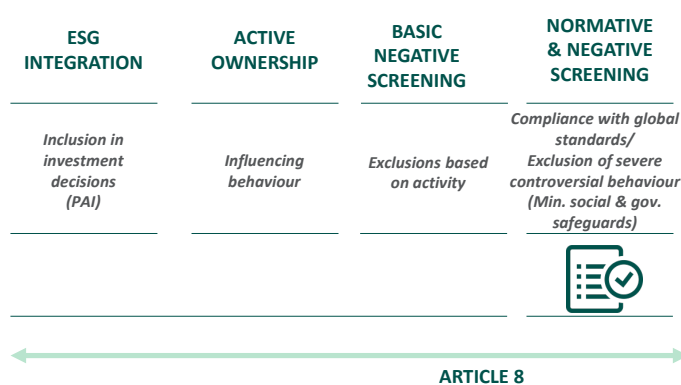 ESG
INTEGRATION
ACTIVE
OWNERSHIP
BASIC
NEGATIVE
SCREENING
NORMATIVE
& NEGATIVE
SCREENING
Inclusion in
investment
decisions
(PAI)
Influencing
behaviour
Exclusions based
on activity
Compliance with global
standards/
Exclusion of severe
controversial behaviour
(Min. social & gov.
safeguards)
ARTICLE 8